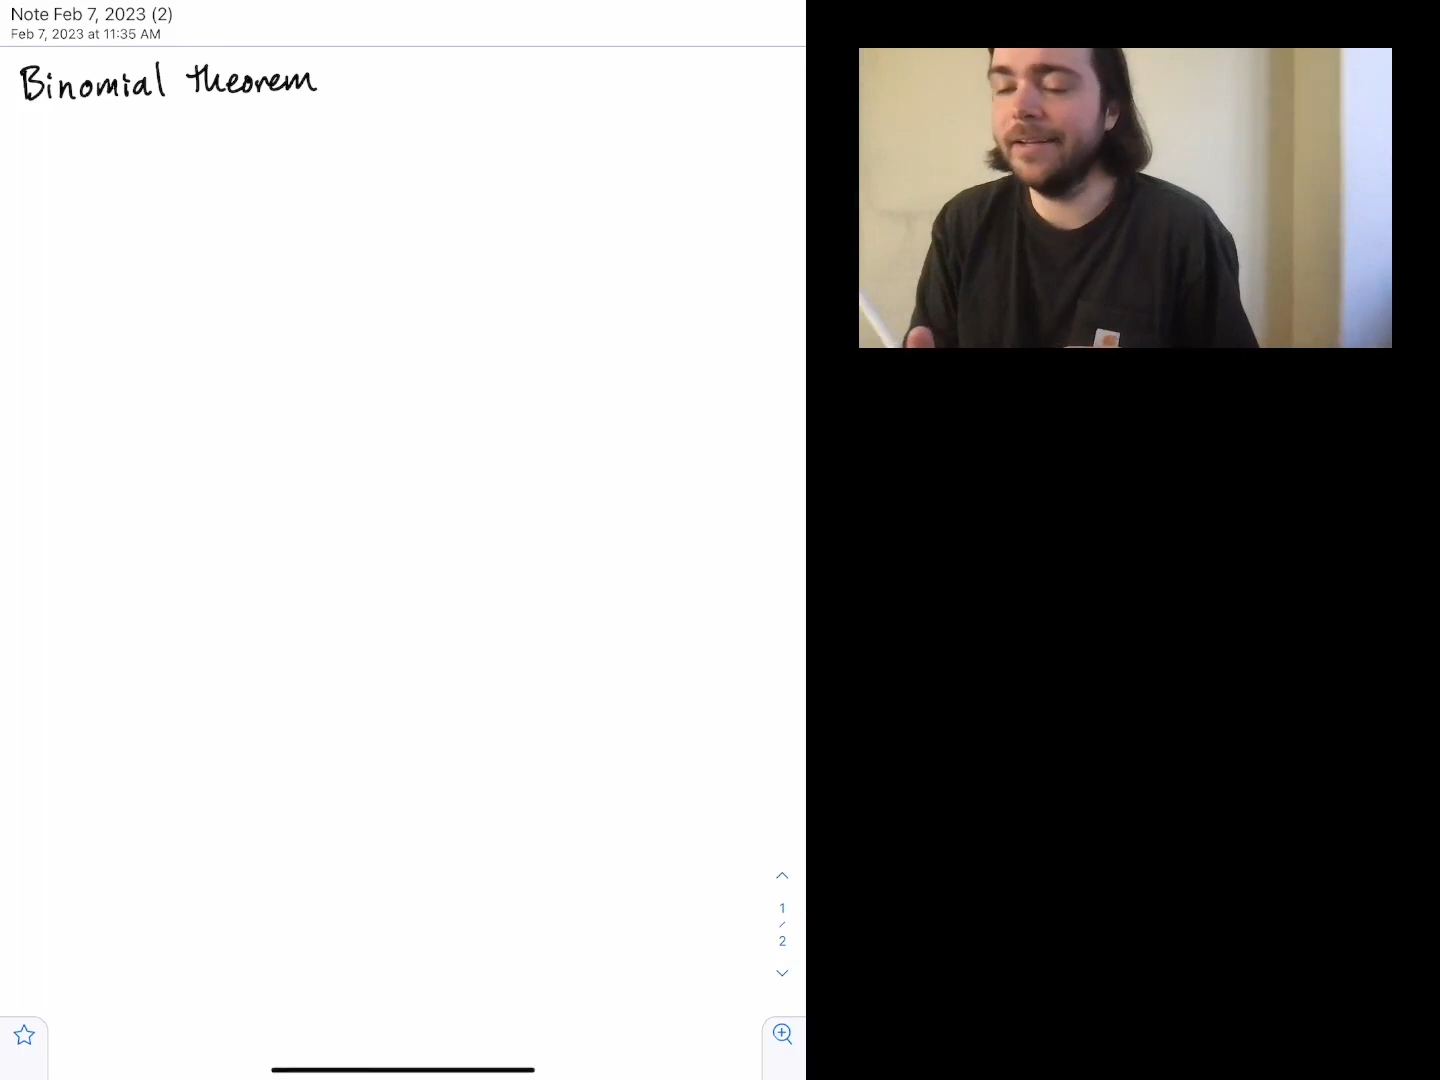 Note Feb 7, 2023 (2)
Feb 7, 2023 at 11:35 AM
Binomial theorem
1
/
2